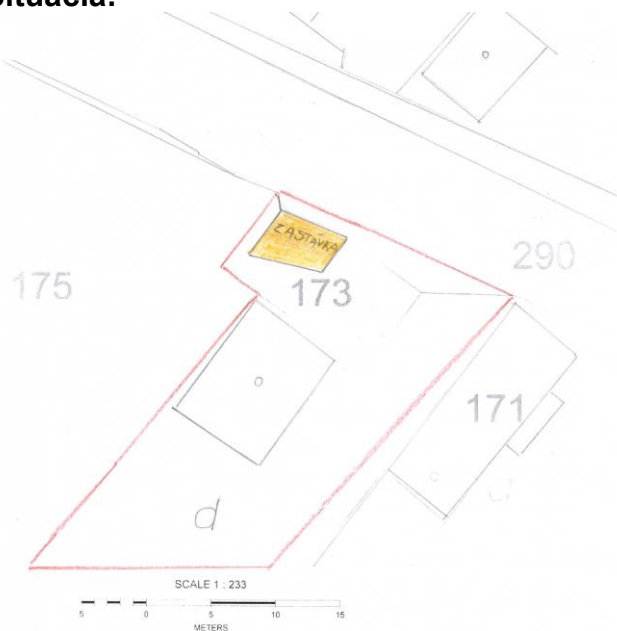 situácia:
ZASTÁVKA
290
175
173
171
d
SCALE 1 : 233
5 0 5 10 15
METERS